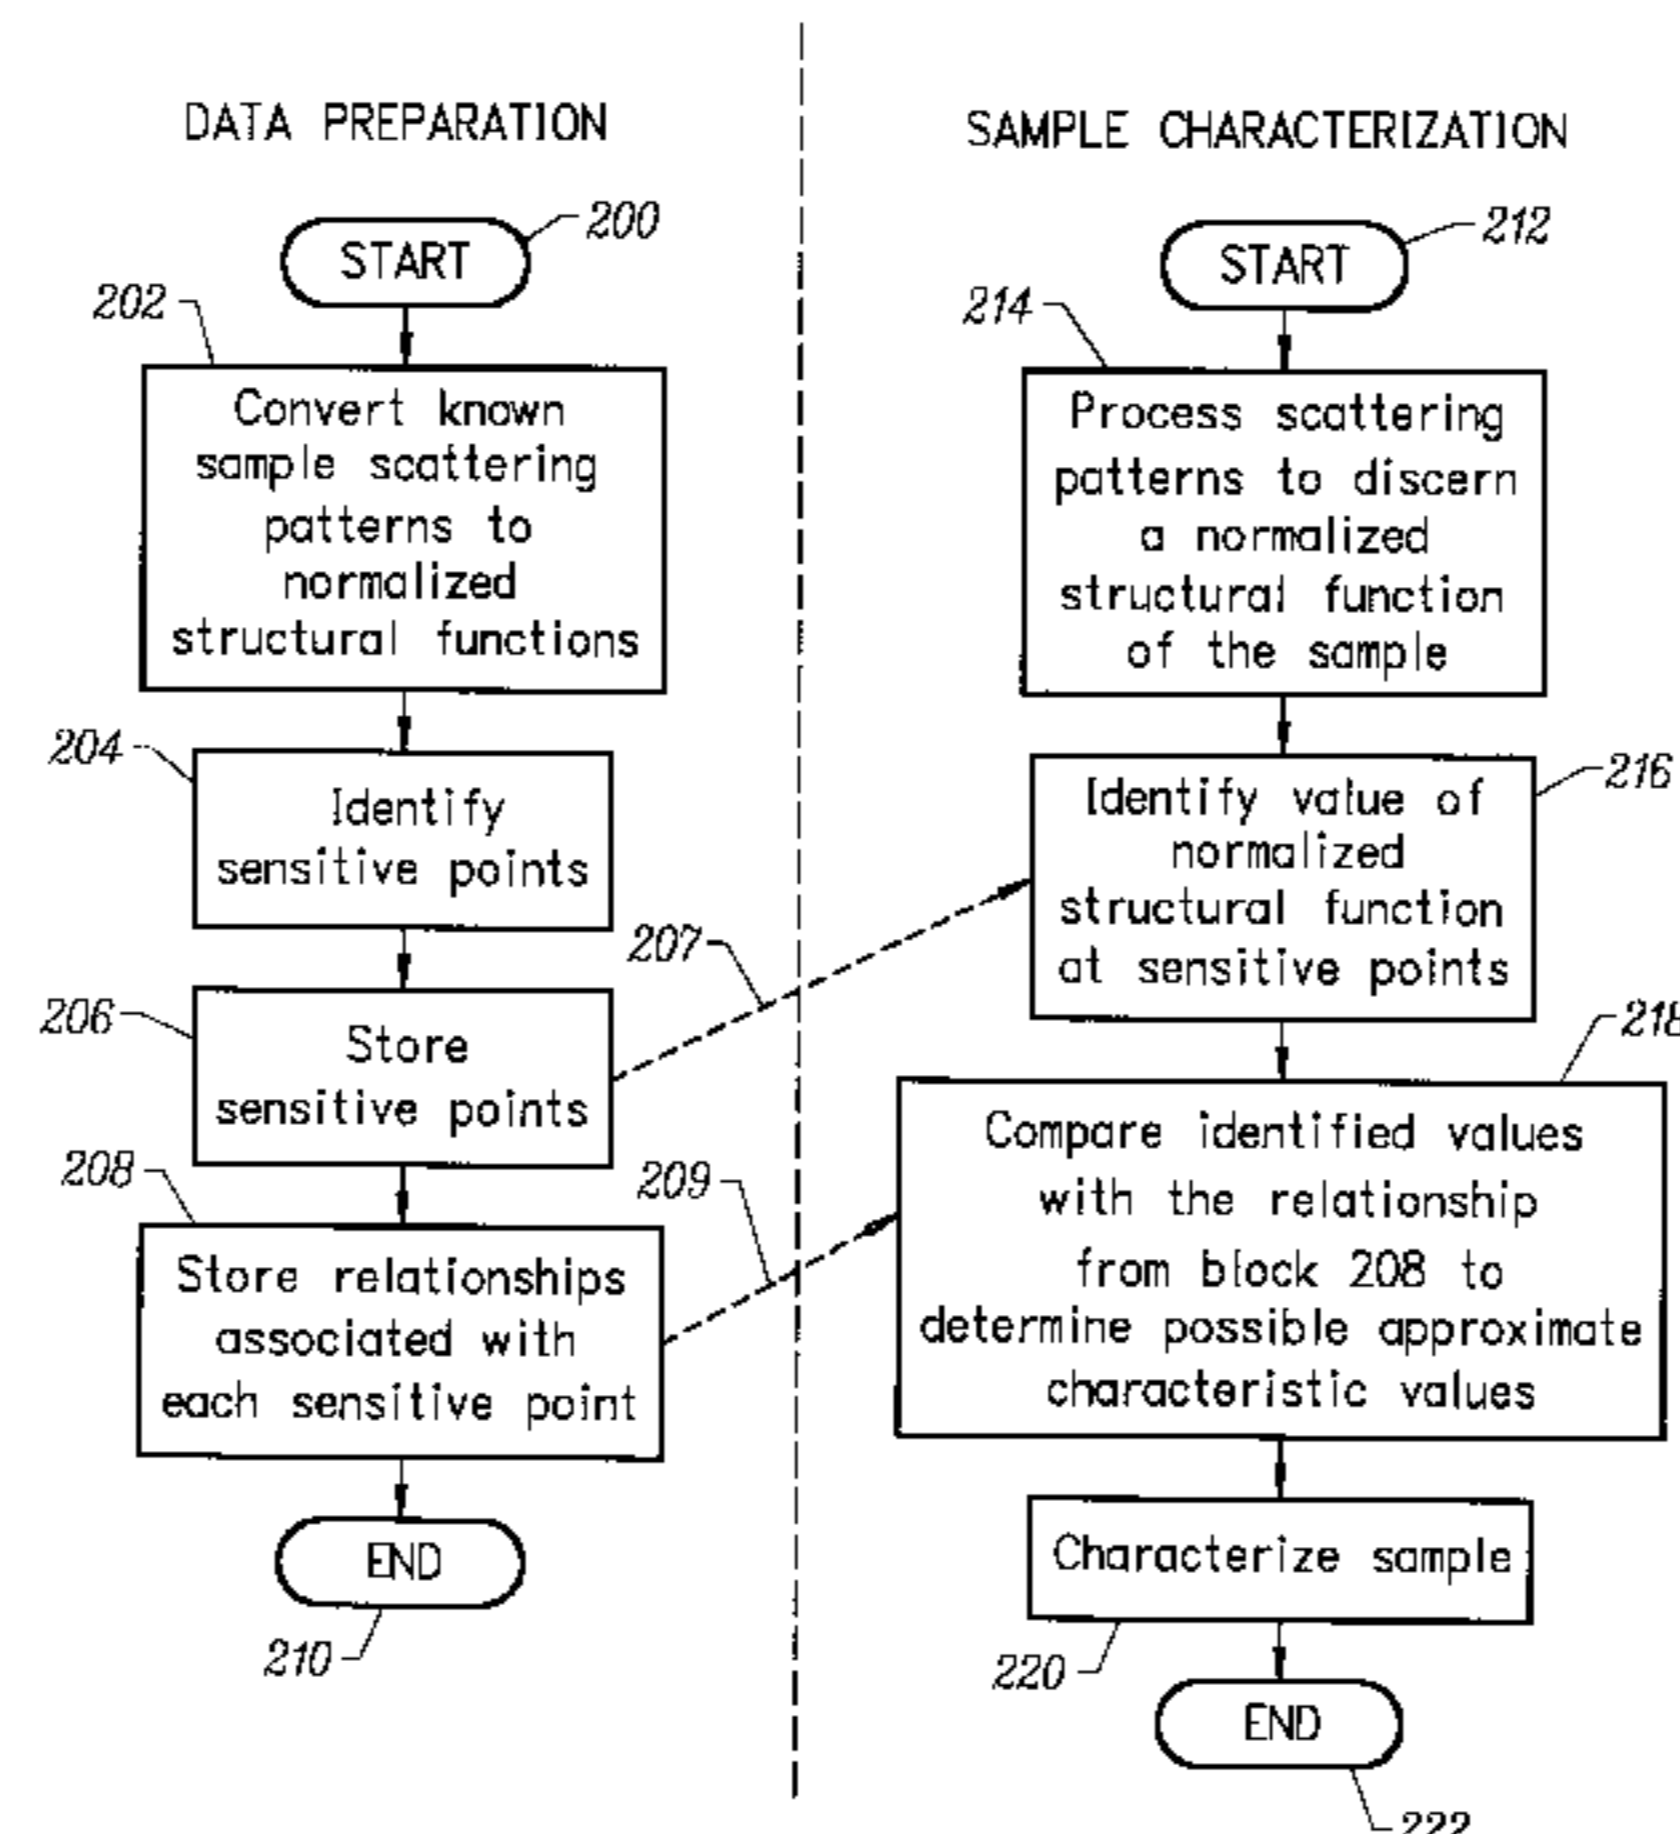 DATA PREPARATION
200
START
202
Convert known
sample scattering
patterns to
normalized
structural functions
204
Identify
sensitive points
207
206
Store
sensitive points
208
209
Store relationships
associated with
each sensitive point
END
210
SAMPLE CHARACTERIZATION
212
START
214
Process scattering
patterns to discern
a normalized
structural function
of the sample
216
Identify value of
normalized
structural function
at sensitive points
218
Compare identified values
with the relationship
from block 208 to
determine possible approximate
characteristic values
Characterize sample
220
END
222